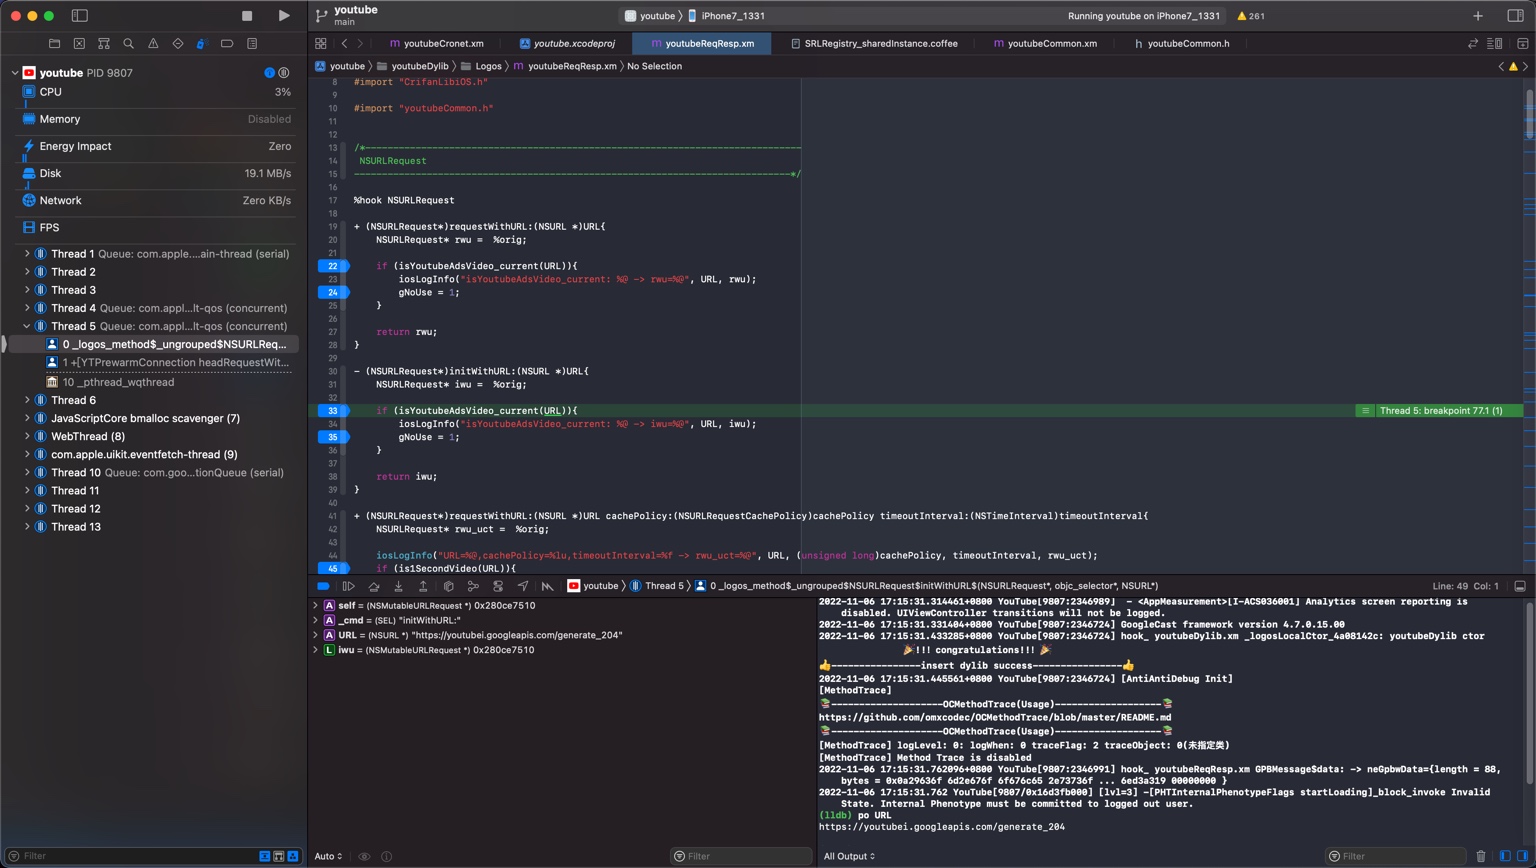 youtube
main
youtube 〉 iPhone7_1331
Running youtube on iPhone7_1331
261
youtubeCronet.xm
youtube.xcodeproj
youtubeReqResp.xm
SRLRegistry_sharedInstance.coffee
youtubeCommon.xm
youtubeCommon.h
youtube 〉 youtubeDylib 〉 Logos 〉 youtubeReqResp.xm 〉 No Selection
youtube PID 9807
CPU 3%
Memory Disabled
Energy Impact Zero
Disk 19.1 MB/s
Network Zero KB/s
FPS
Thread 1 Queue: com.apple....ain-thread (serial)
Thread 2
Thread 3
Thread 4 Queue: com.appl...lt-qos (concurrent)
Thread 5 Queue: com.appl...lt-qos (concurrent)
0 _logos_method$_ungrouped$NSURLReq...
1 +[YTPrewarmConnection headRequestWit...
10 _pthread_wqthread
Thread 6
JavaScriptCore bmalloc scavenger (7)
WebThread (8)
com.apple.uikit.eventfetch-thread (9)
Thread 10 Queue: com.goo...tionQueue (serial)
Thread 11
Thread 12
Thread 13
Filter
8 #import "CrifanLibiOS.h"
9
10 #import "youtubeCommon.h"
11
12
13 /*------------------------------------------------------------------------------
14 NSURLRequest
15 ------------------------------------------------------------------------------*/
16
17 %hook NSURLRequest
18
19 + (NSURLRequest*)requestWithURL:(NSURL *)URL{
20 NSURLRequest* rwu = %orig;
21
22 if (isYoutubeAdsVideo_current(URL)){
23 iosLogInfo("isYoutubeAdsVideo_current: %@ -> rwu=%@", URL, rwu);
24 gNoUse = 1;
25 }
26
27 return rwu;
28 }
29
30 - (NSURLRequest*)initWithURL:(NSURL *)URL{
31 NSURLRequest* iwu = %orig;
32
33 if (isYoutubeAdsVideo_current(URL)){ Thread 5: breakpoint 77.1 (1)
34 iosLogInfo("isYoutubeAdsVideo_current: %@ -> iwu=%@", URL, iwu);
35 gNoUse = 1;
36 }
37
38 return iwu;
39 }
40
41 + (NSURLRequest*)requestWithURL:(NSURL *)URL cachePolicy:(NSURLRequestCachePolicy)cachePolicy timeoutInterval:(NSTimeInterval)timeoutInterval{
42 NSURLRequest* rwu_uct = %orig;
43
44 iosLogInfo("URL=%@,cachePolicy=%lu,timeoutInterval=%f -> rwu_uct=%@", URL, (unsigned long)cachePolicy, timeoutInterval, rwu_uct);
45 if (is1SecondVideo(URL)){
youtube 〉 Thread 5 〉 0 _logos_method$_ungrouped$NSURLRequest$initWithURL$(NSURLRequest*, objc_selector*, NSURL*)
Line: 49 Col: 1
A self = (NSMutableURLRequest *) 0x280ce7510
A _cmd = (SEL) "initWithURL:"
A URL = (NSURL *) "https://youtubei.googleapis.com/generate_204"
L iwu = (NSMutableURLRequest *) 0x280ce7510
Auto
Filter
2022-11-06 17:15:31.314461+0800 YouTube[9807:2346989] - <AppMeasurement>[I-ACS036001] Analytics screen reporting is
disabled. UIViewController transitions will not be logged.
2022-11-06 17:15:31.331404+0800 YouTube[9807:2346724] GoogleCast framework version 4.7.0.15.00
2022-11-06 17:15:31.433285+0800 YouTube[9807:2346724] hook_ youtubeDylib.xm _logosLocalCtor_4a08142c: youtubeDylib ctor
🎉!!! congratulations!!! 🎉
👍----------------insert dylib success----------------👍
2022-11-06 17:15:31.445561+0800 YouTube[9807:2346724] [AntiAntiDebug Init]
[MethodTrace]
📚--------------------OCMethodTrace(Usage)-------------------📚
https://github.com/omxcodec/OCMethodTrace/blob/master/README.md
📚--------------------OCMethodTrace(Usage)-------------------📚
[MethodTrace] logLevel: 0: logWhen: 0 traceFlag: 2 traceObject: 0(未指定类)
[MethodTrace] Method Trace is disabled
2022-11-06 17:15:31.762096+0800 YouTube[9807:2346991] hook_ youtubeReqResp.xm GPBMessage$data: -> neGpbwData={length = 88,
bytes = 0x0a29636f 6d2e676f 6f676c65 2e73736f ... 6ed3a319 00000000 }
2022-11-06 17:15:31.762 YouTube[9807/0x16d3fb000] [lvl=3] -[PHTInternalPhenotypeFlags startLoading]_block_invoke Invalid
State. Internal Phenotype must be committed to logged out user.
(lldb) po URL
https://youtubei.googleapis.com/generate_204
All Output
Filter